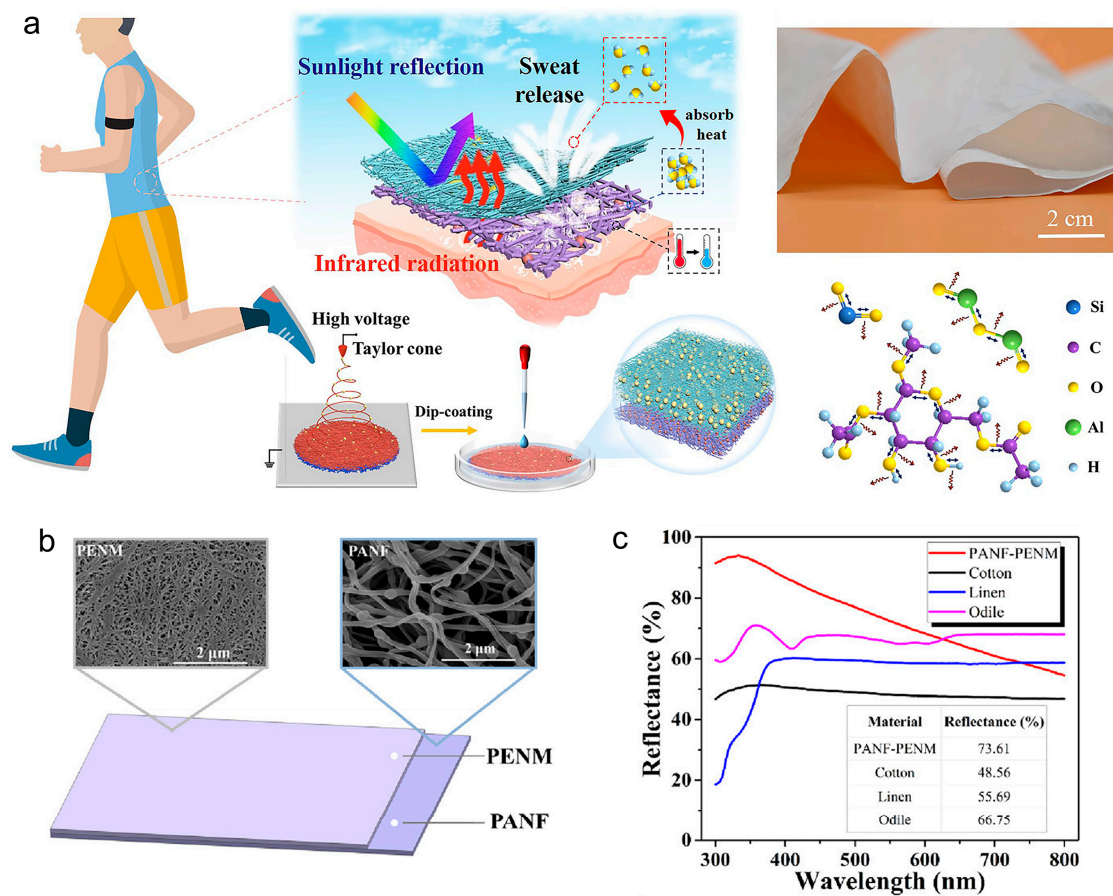 a
Sunlight reflection
Sweat
release
absorb
heat
Infrared radiation
2 cm
High voltage
Taylor cone
Dip-coating
Si
C
O
Al
H
b
PENM
2 μm
PANF
2 μm
PENM
PANF
c
Reflectance (%)
100
80
60
40
20
0
PANF-PENM
Cotton
Linen
Odile
Material Reflectance (%)
PANF-PENM 73.61
Cotton 48.56
Linen 55.69
Odile 66.75
300 400 500 600 700 800
Wavelength (nm)